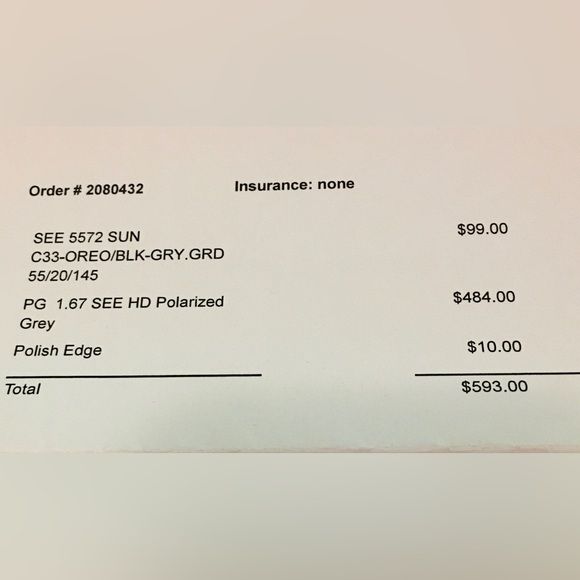 Order # 2080432 Insurance: none
SEE 5572 SUN $99.00
C33-OREO/BLK-GRY.GRD
55/20/145
PG 1.67 SEE HD Polarized $484.00
Grey
Polish Edge $10.00
Total $593.00